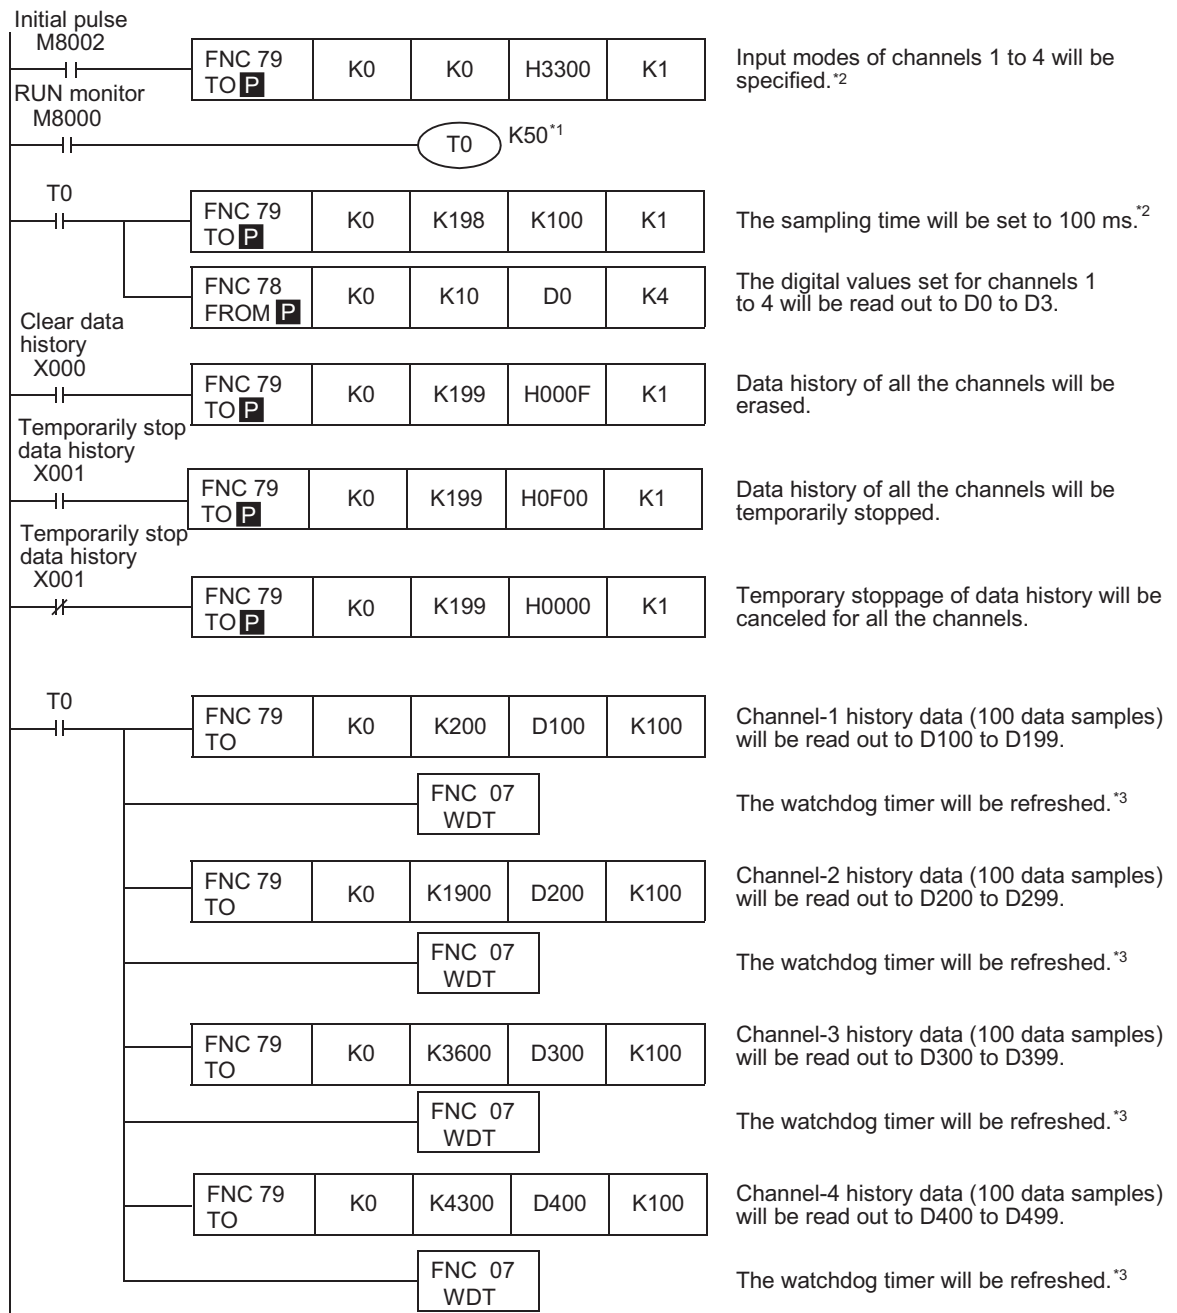 Initial pulse
M8002
FNC 79
TO P
K0
K0
H3300
K1
Input modes of channels 1 to 4 will be
specified.*2
RUN monitor
M8000
T0
K50*1
T0
FNC 79
TO P
K0
K198
K100
K1
The sampling time will be set to 100 ms.*2
FNC 78
FROM P
K0
K10
D0
K4
The digital values set for channels 1
to 4 will be read out to D0 to D3.
Clear data
history
X000
FNC 79
TO P
K0
K199
H000F
K1
Data history of all the channels will be
erased.
Temporarily stop
data history
X001
FNC 79
TO P
K0
K199
H0F00
K1
Data history of all the channels will be
temporarily stopped.
Temporarily stop
data history
X001
FNC 79
TO P
K0
K199
H0000
K1
Temporary stoppage of data history will be
canceled for all the channels.
T0
FNC 79
TO
K0
K200
D100
K100
Channel-1 history data (100 data samples)
will be read out to D100 to D199.
FNC 07
WDT
The watchdog timer will be refreshed.*3
FNC 79
TO
K0
K1900
D200
K100
Channel-2 history data (100 data samples)
will be read out to D200 to D299.
FNC 07
WDT
The watchdog timer will be refreshed.*3
FNC 79
TO
K0
K3600
D300
K100
Channel-3 history data (100 data samples)
will be read out to D300 to D399.
FNC 07
WDT
The watchdog timer will be refreshed.*3
FNC 79
TO
K0
K4300
D400
K100
Channel-4 history data (100 data samples)
will be read out to D400 to D499.
FNC 07
WDT
The watchdog timer will be refreshed.*3